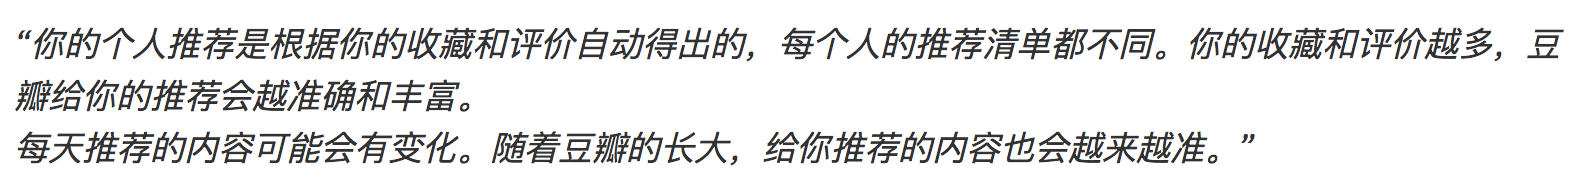 “你的个人推荐是根据你的收藏和评价自动得出的，每个人的推荐清单都不同。你的收藏和评价越多，豆
瓣给你的推荐会越准确和丰富。
每天推荐的内容可能会有变化。随着豆瓣的长大，给你推荐的内容也会越来越准。”